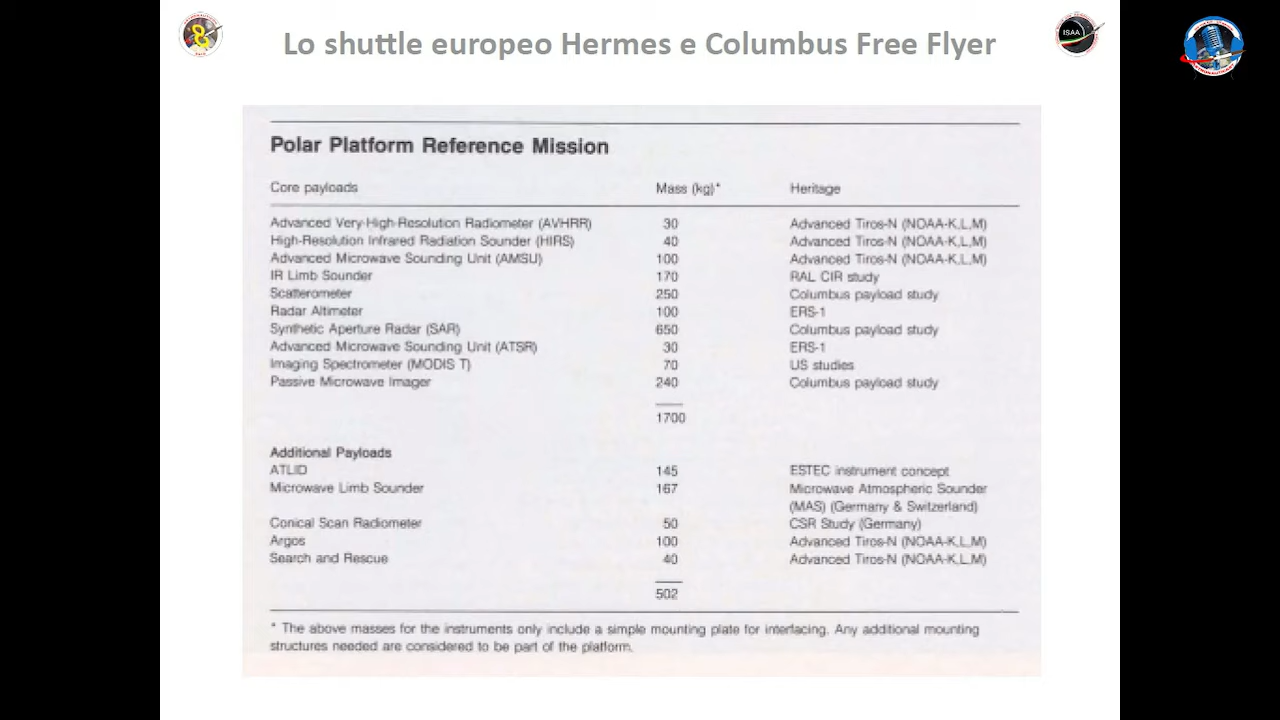 Lo shuttle europeo Hermes e Columbus Free Flyer
ISAA
Polar Platform Reference Mission
Core payloads Mass (kg)* Heritage
Advanced Very-High-Resolution Radiometer (AVHRR) 30 Advanced Tiros-N (NOAA-K,L,M)
High-Resolution Infrared Radiation Sounder (HIRS) 40 Advanced Tiros-N (NOAA-K,L,M)
Advanced Microwave Sounding Unit (AMSU) 100 Advanced Tiros-N (NOAA-K,L,M)
IR Limb Sounder 170 RAL CIR study
Scatterometer 250 Columbus payload study
Radar Altimeter 100 ERS-1
Synthetic Aperture Radar (SAR) 650 Columbus payload study
Advanced Microwave Sounding Unit (ATSR) 30 ERS-1
Imaging Spectrometer (MODIS T) 70 US studies
Passive Microwave Imager 240 Columbus payload study
1700
Additional Payloads
ATLID 145 ESTEC instrument concept
Microwave Limb Sounder 167 Microwave Atmospheric Sounder
(MAS) (Germany & Switzerland)
Conical Scan Radiometer 50 CSR Study (Germany)
Argos 100 Advanced Tiros-N (NOAA-K,L,M)
Search and Rescue 40 Advanced Tiros-N (NOAA-K,L,M)
502
* The above masses for the instruments only include a simple mounting plate for interfacing. Any additional mounting
structures needed are considered to be part of the platform.